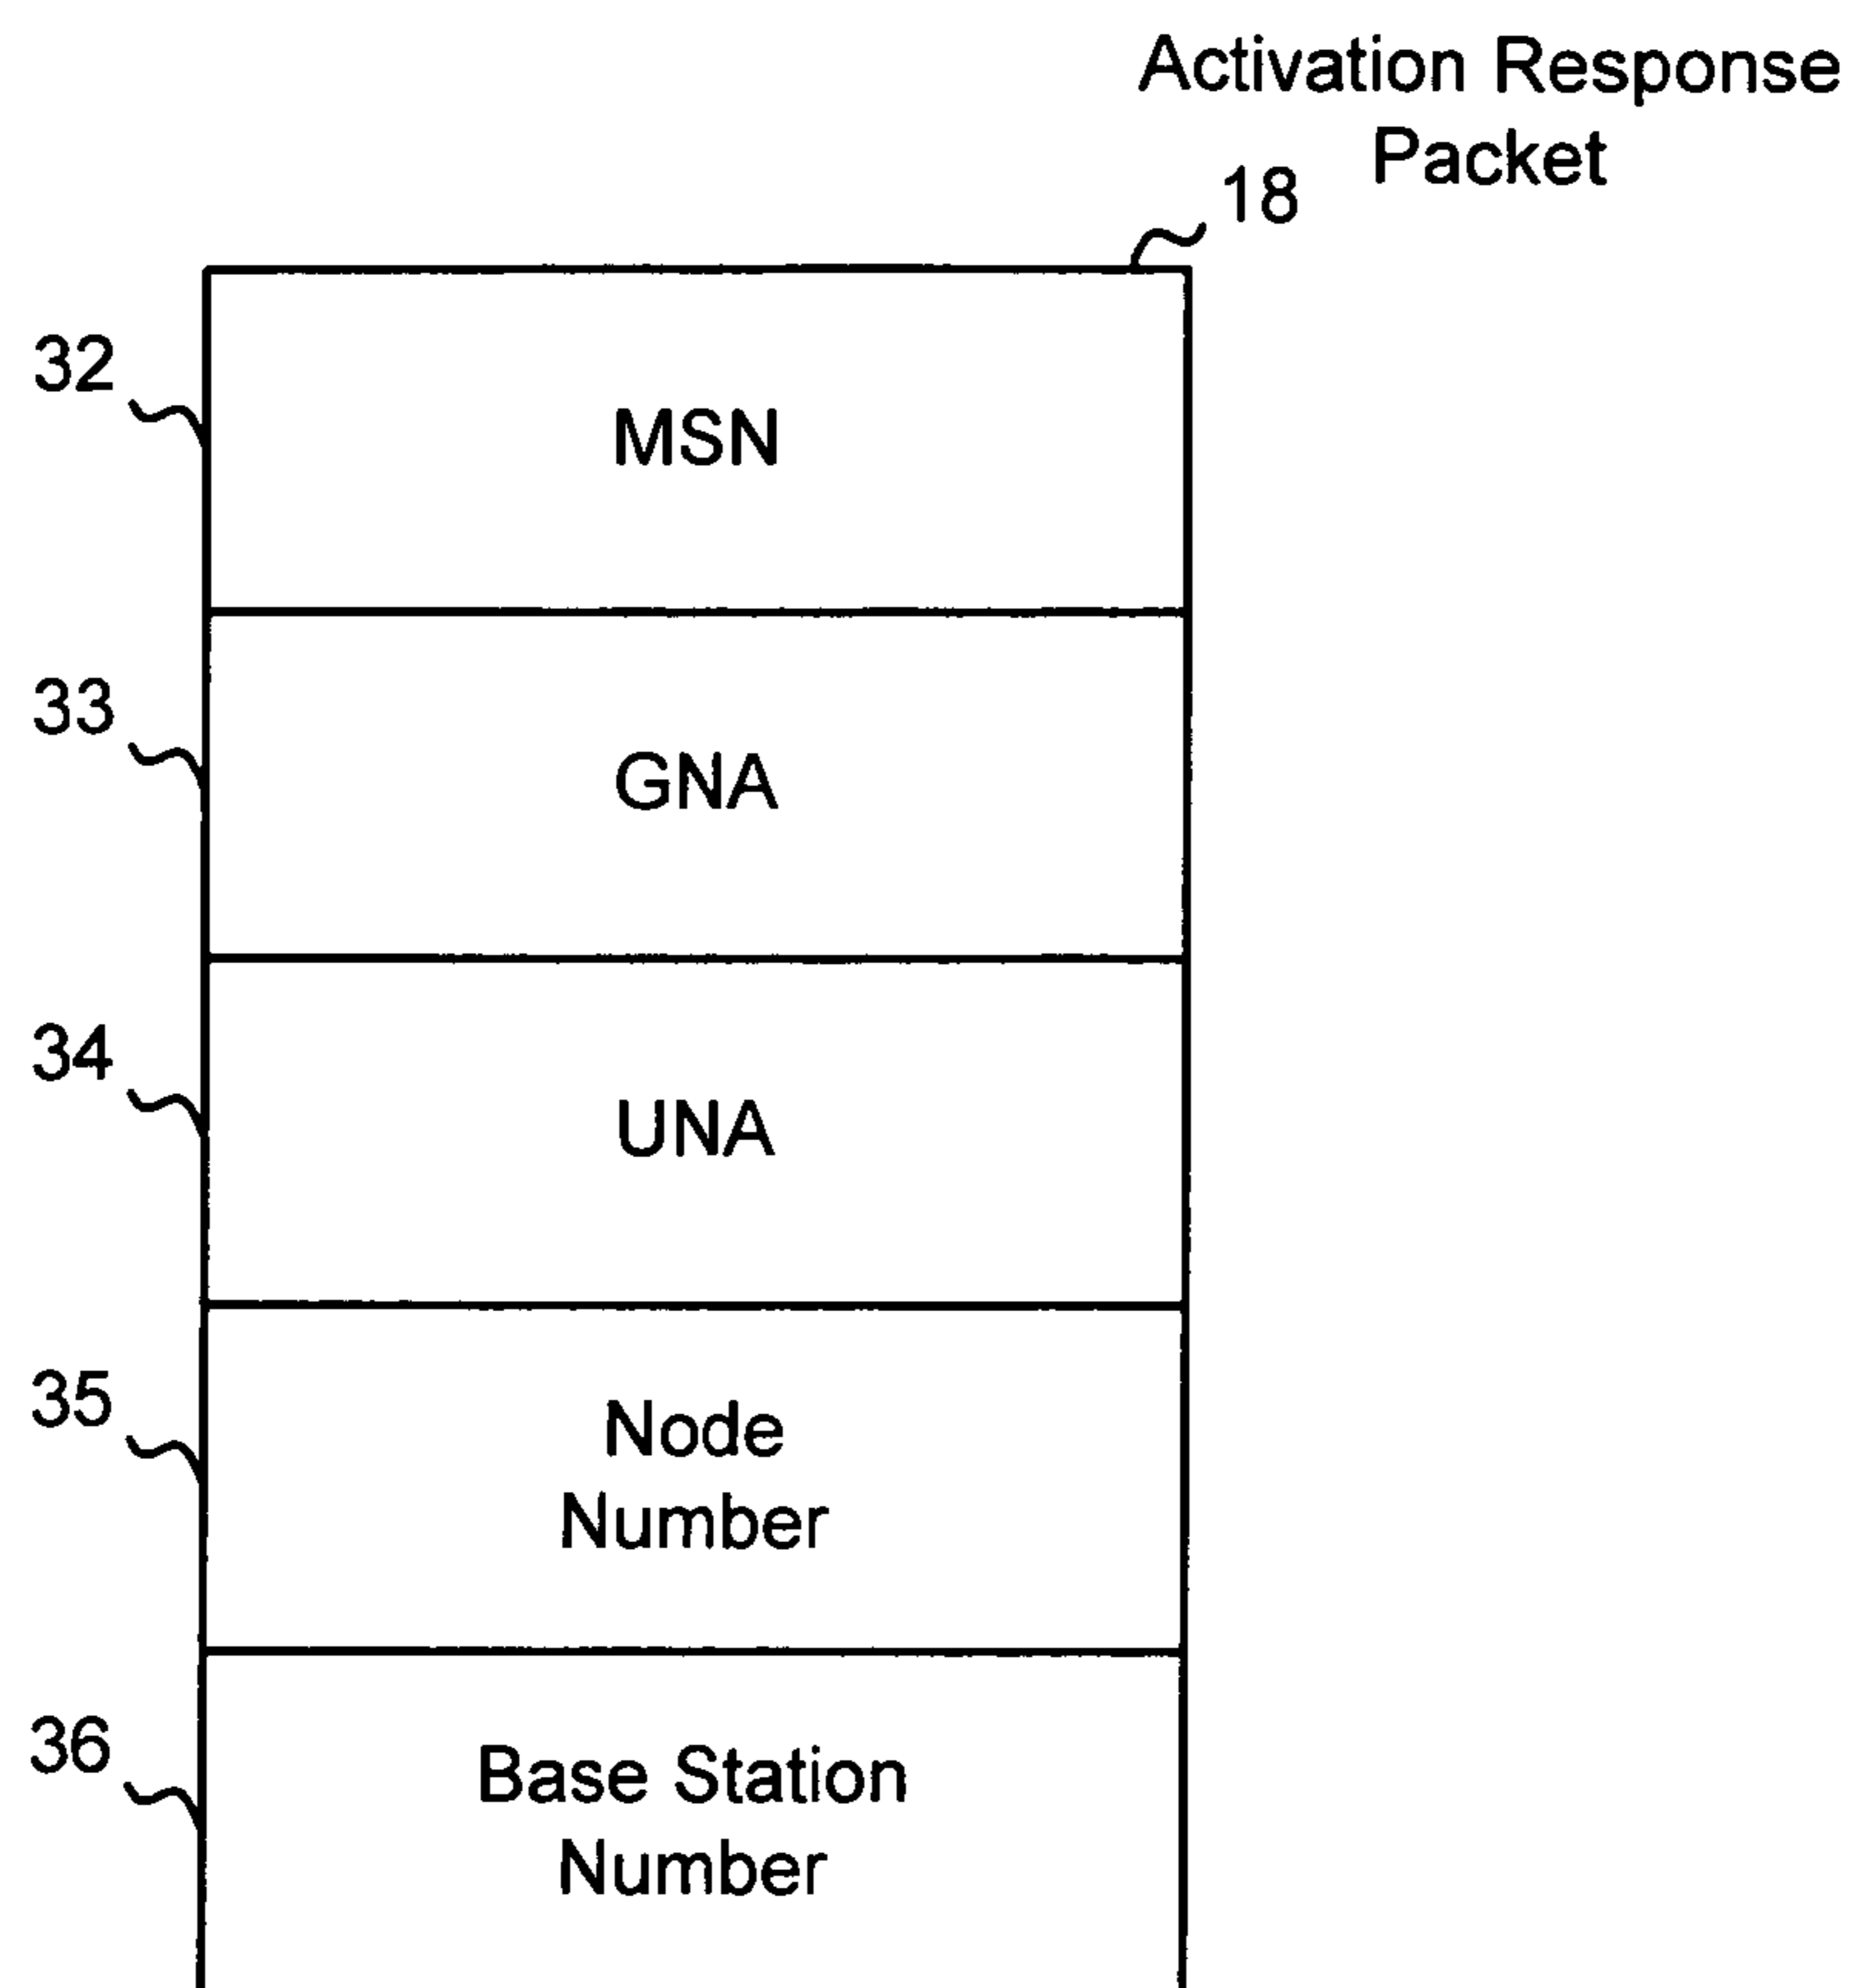 Activation Response
Packet
18
32
MSN
33
GNA
34
UNA
35
Node
Number
36
Base Station
Number